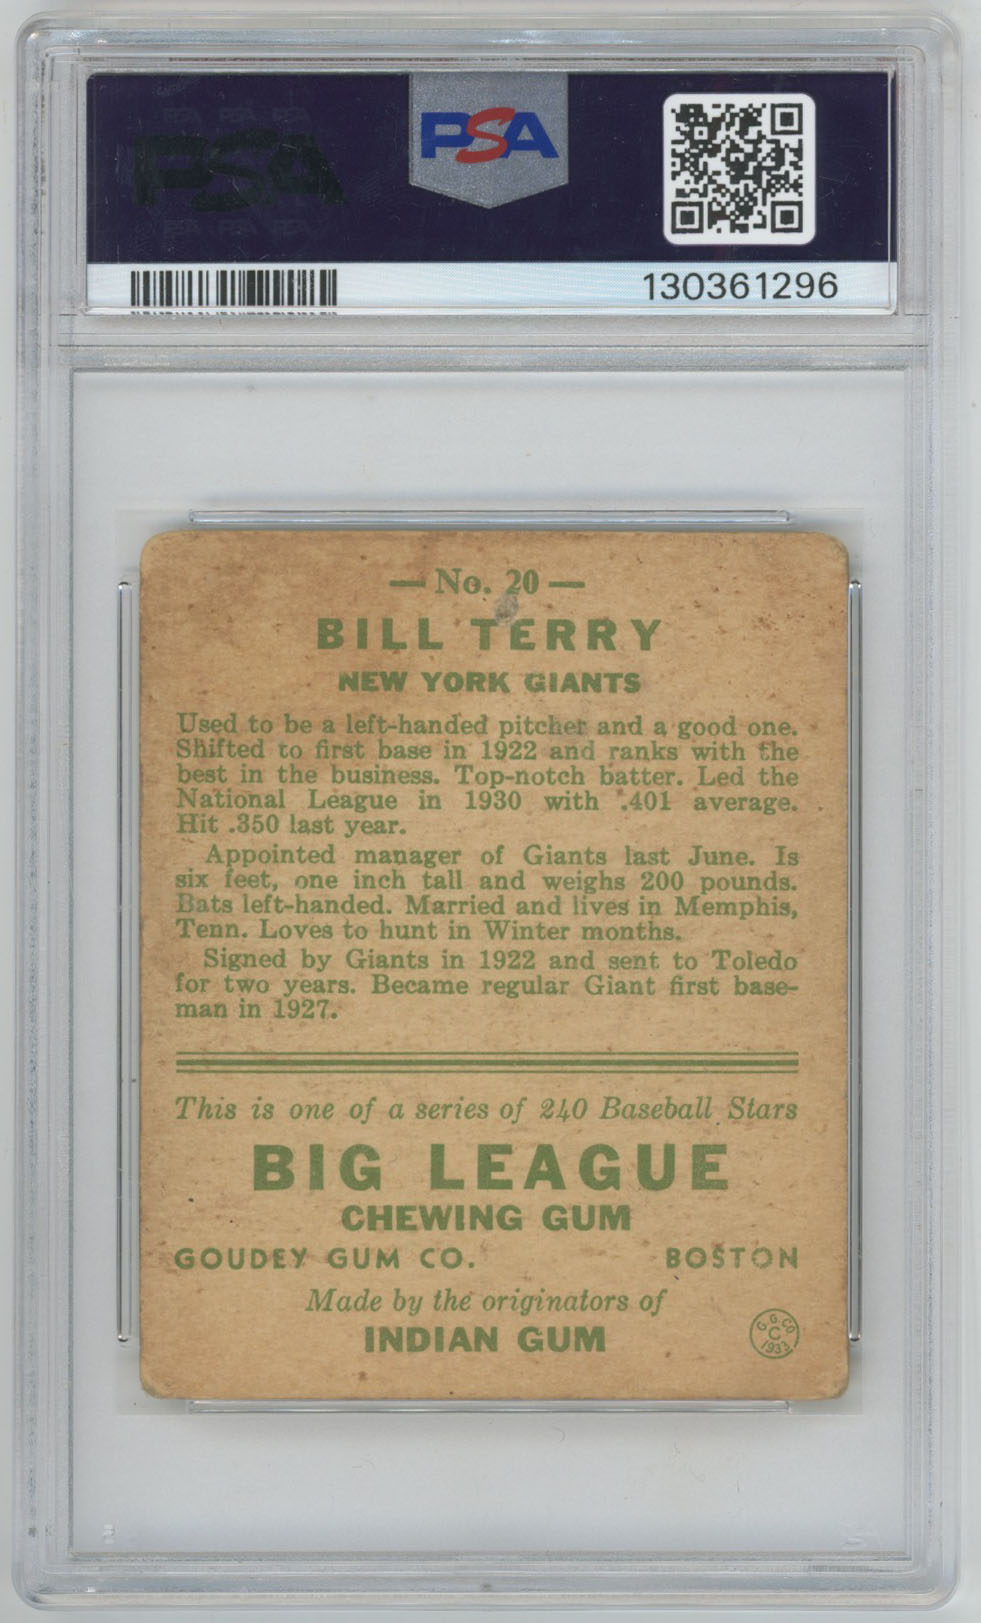 PSA
PSA
130361296
— No. 20 —
BILL TERRY
NEW YORK GIANTS
Used to be a left-handed pitcher and a good one.
Shifted to first base in 1922 and ranks with the
best in the business. Top-notch batter. Led the
National League in 1930 with .401 average.
Hit .350 last year.
Appointed manager of Giants last June. Is
six feet, one inch tall and weighs 200 pounds.
Bats left-handed. Married and lives in Memphis,
Tenn. Loves to hunt in Winter months.
Signed by Giants in 1922 and sent to Toledo
for two years. Became regular Giant first base-
man in 1927.
This is one of a series of 240 Baseball Stars
BIG LEAGUE
CHEWING GUM
GOUDEY GUM CO. BOSTON
Made by the originators of
INDIAN GUM
G.G.CO
C
1933